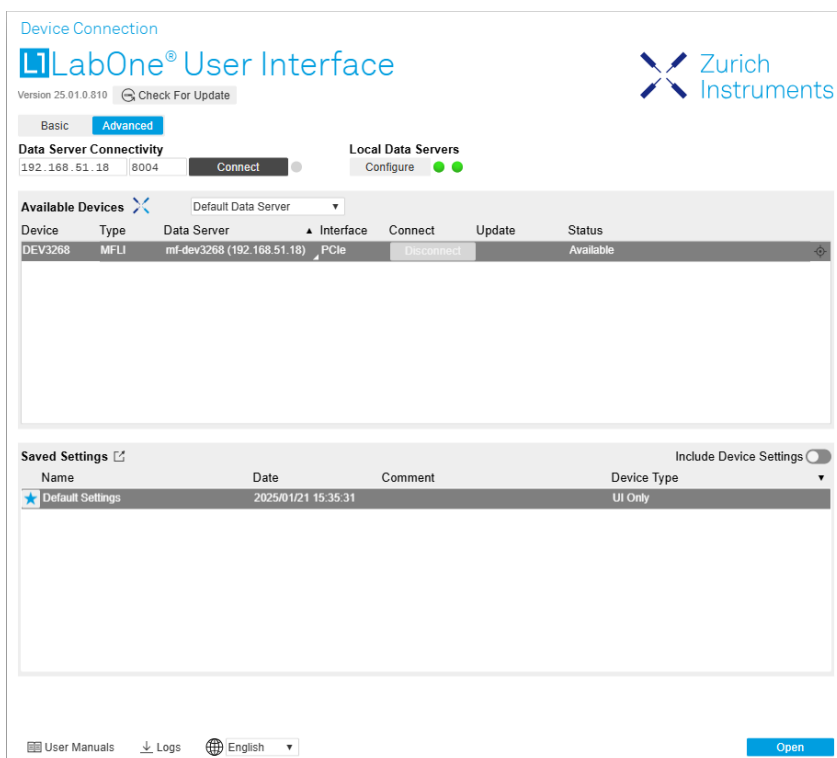 Device Connection
LabOne® User Interface
Zurich
Instruments
Version 25.01.0.810 Check For Update
Basic Advanced
Data Server Connectivity Local Data Servers
192.168.51.18 8004 Connect Configure
Available Devices Default Data Server
Device Type Data Server Interface Connect Update Status
DEV3268 MFLI mf-dev3268 (192.168.51.18) PCIe Disconnect Available
Saved Settings Include Device Settings
Name Date Comment Device Type
Default Settings 2025/01/21 15:35:31 UI Only
User Manuals Logs English Open